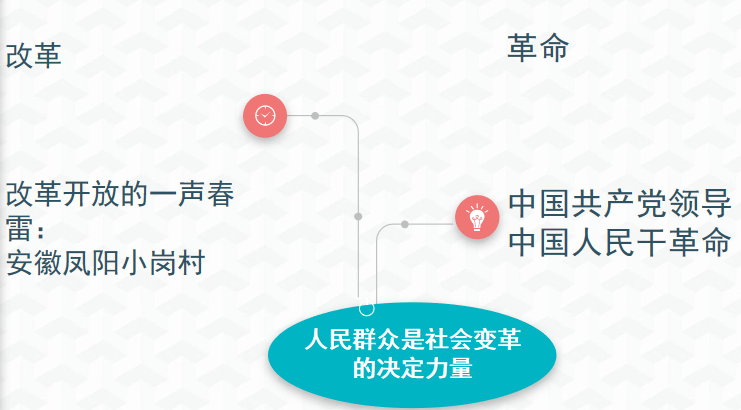 改革
革命
改革开放的一声春
雷：
安徽凤阳小岗村
中国共产党领导
中国人民干革命
人民群众是社会变革
的决定力量